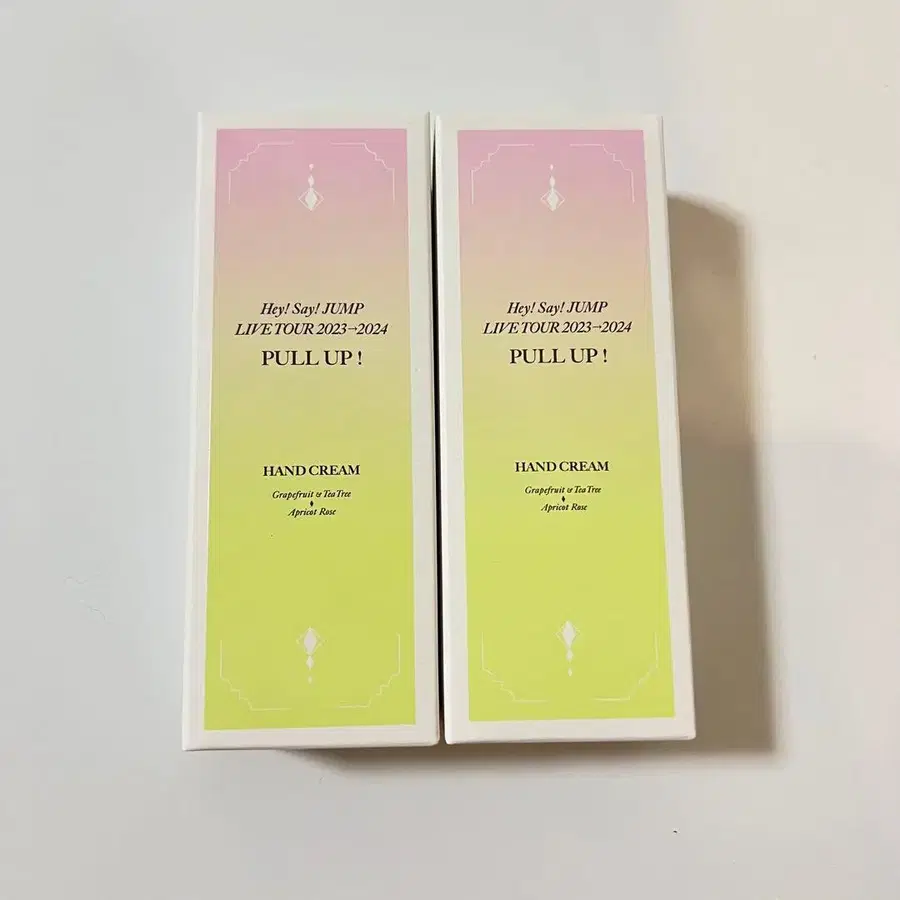 Hey! Say! JUMP
LIVE TOUR 2023→2024
PULL UP !
HAND CREAM
Grapefruit & Tea Tree
Apricot Rose
Hey! Say! JUMP
LIVE TOUR 2023→2024
PULL UP !
HAND CREAM
Grapefruit & Tea Tree
Apricot Rose